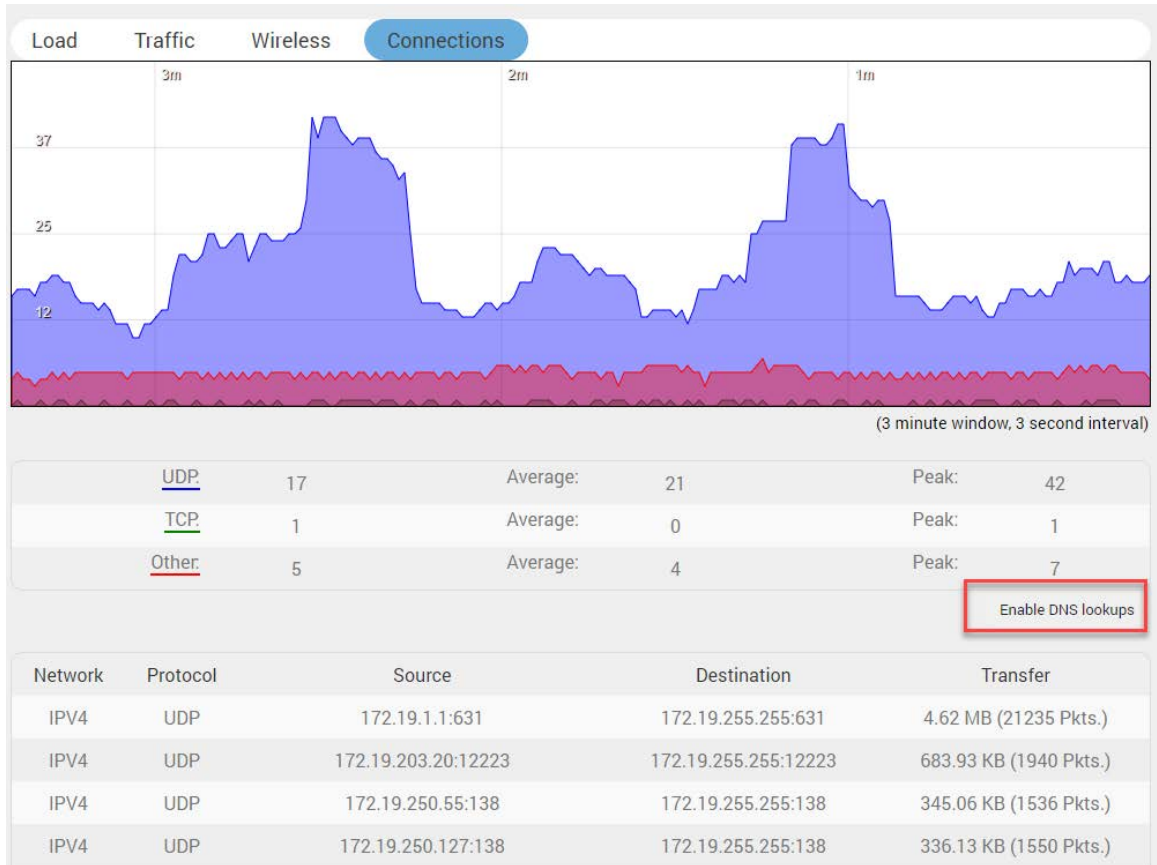 Load Traffic Wireless Connections
3m 2m 1m
37
25
12
(3 minute window, 3 second interval)
UDP: 17 Average: 21 Peak: 42
TCP: 1 Average: 0 Peak: 1
Other: 5 Average: 4 Peak: 7
Enable DNS lookups
Network Protocol Source Destination Transfer
IPV4 UDP 172.19.1.1:631 172.19.255.255:631 4.62 MB (21235 Pkts.)
IPV4 UDP 172.19.203.20:12223 172.19.255.255:12223 683.93 KB (1940 Pkts.)
IPV4 UDP 172.19.250.55:138 172.19.255.255:138 345.06 KB (1536 Pkts.)
IPV4 UDP 172.19.250.127:138 172.19.255.255:138 336.13 KB (1550 Pkts.)